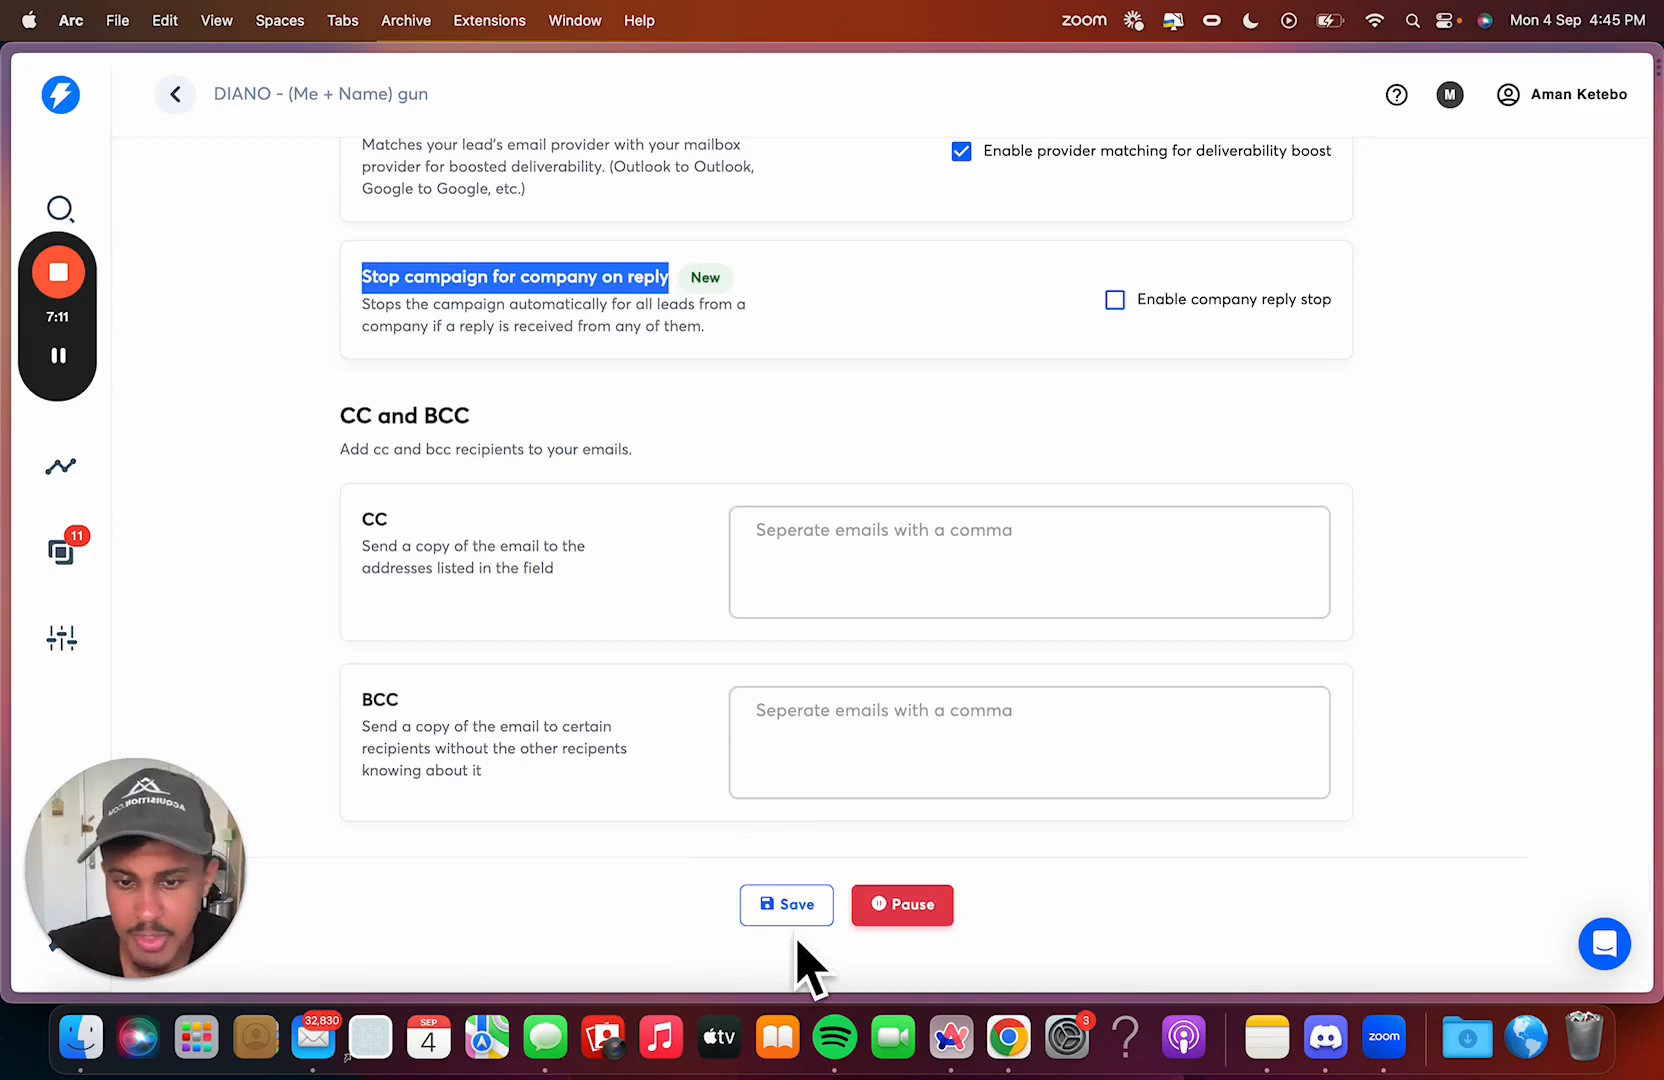 Arc File Edit View Spaces Tabs Archive Extensions Window Help
zoom Mon 4 Sep 4:45 PM
DIANO - (Me + Name) gun
M
Aman Ketebo
Matches your lead's email provider with your mailbox
provider for boosted deliverability. (Outlook to Outlook,
Google to Google, etc.)
Enable provider matching for deliverability boost
Stop campaign for company on reply New
Stops the campaign automatically for all leads from a
company if a reply is received from any of them.
Enable company reply stop
7:11
CC and BCC
Add cc and bcc recipients to your emails.
CC
Send a copy of the email to the
addresses listed in the field
Seperate emails with a comma
11
BCC
Send a copy of the email to certain
recipients without the other recipents
knowing about it
Seperate emails with a comma
ACQUISITION.COM
Save
Pause
32,830
SEP
4
tv
3
zoom